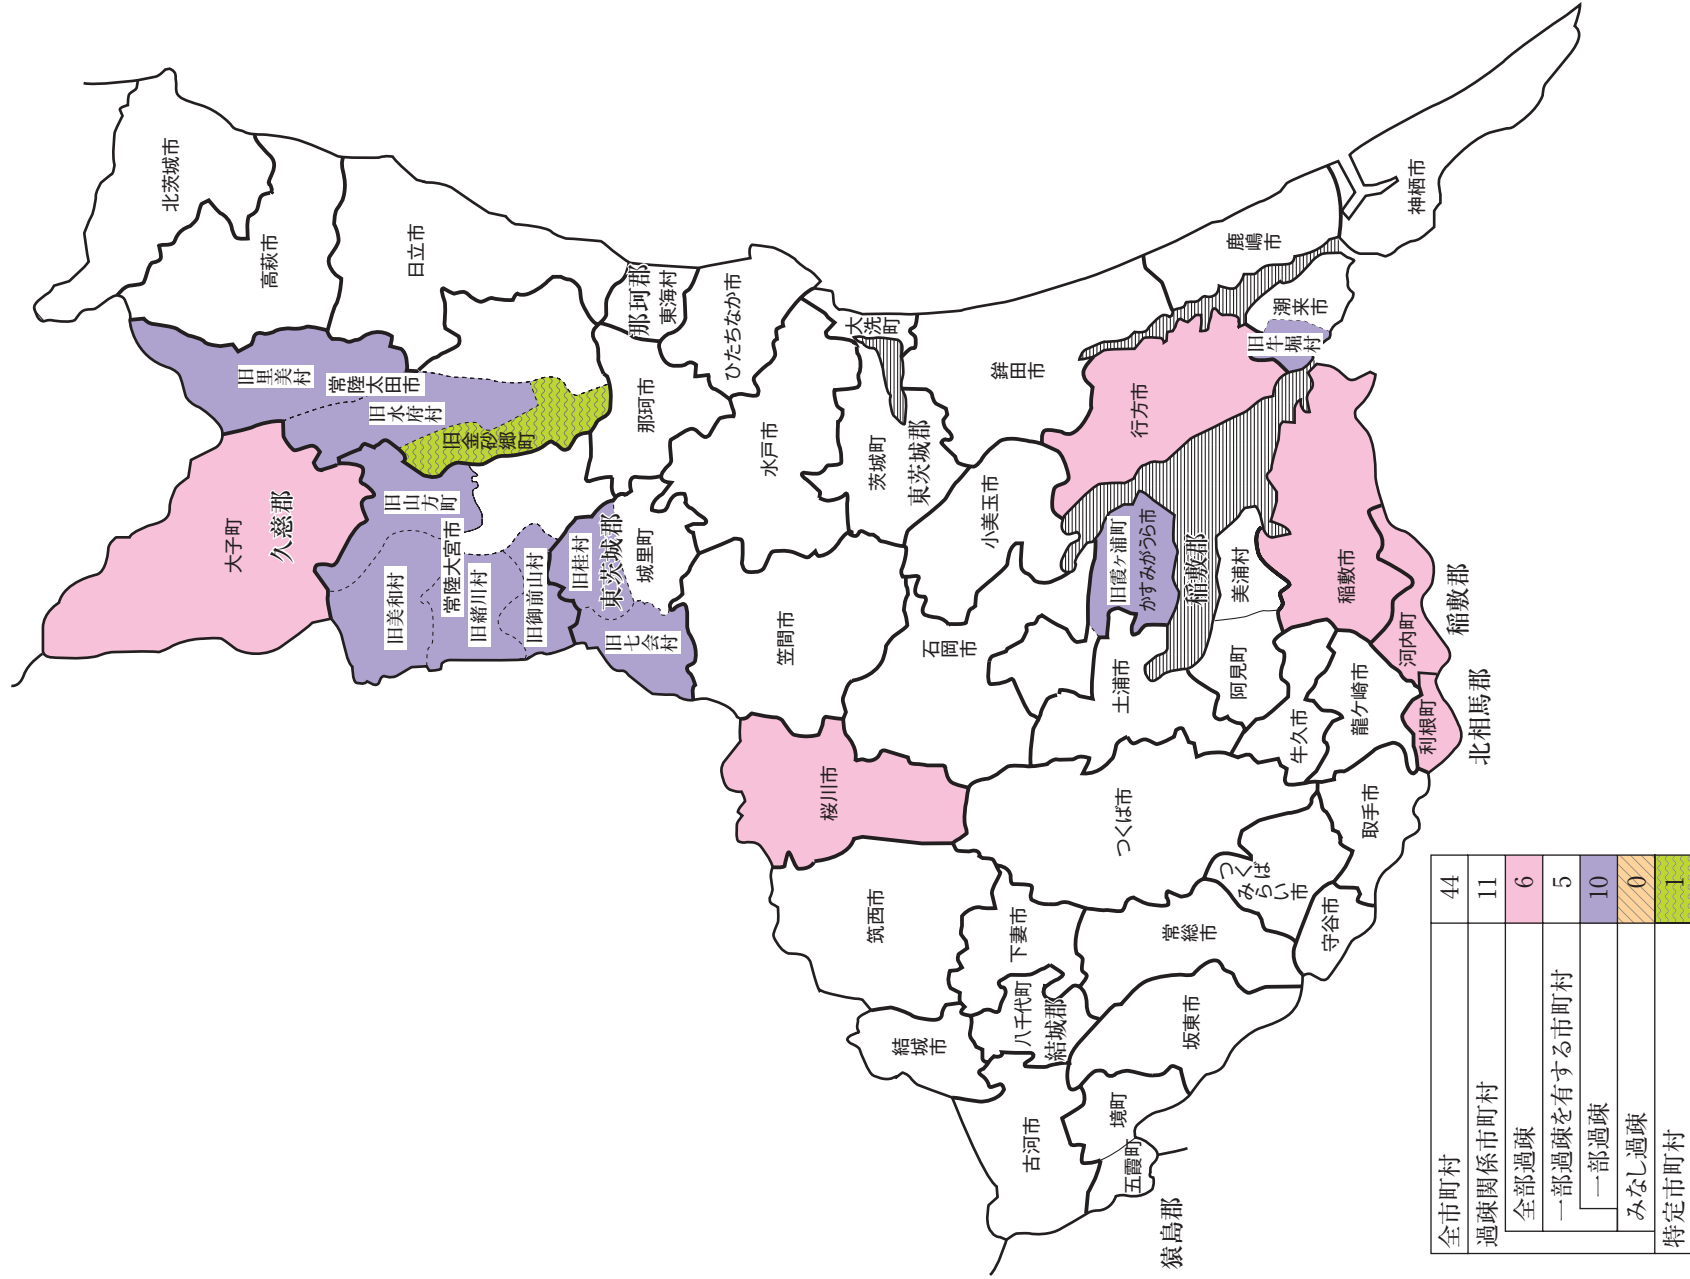 北茨城市
高萩市
日立市
旧里美村
常陸太田市
旧水府村
旧金砂郷町
大子町
久慈郡
旧山方町
常陸大宮市
旧美和村
旧緒川村
旧御前山村
那珂郡
東海村
ひたちなか市
那珂市
旧桂村
東茨城郡
城里町
旧七会村
水戸市
大洗町
茨城町
東茨城郡
笠間市
小美玉市
石岡市
鉾田市
行方市
鹿嶋市
神栖市
潮来市
旧牛堀村
旧霞ヶ浦町
かすみがうら市
稲敷郡
美浦村
阿見町
土浦市
稲敷市
河内町
稲敷郡
利根町
北相馬郡
龍ケ崎市
牛久市
取手市
つくば市
つくば
みらい市
守谷市
桜川市
筑西市
下妻市
常総市
八千代町
結城郡
結城市
坂東市
古河市
境町
五霞町
猿島郡
全市町村 44
過疎関係市町村 11
全部過疎 6
一部過疎を有する市町村 5
一部過疎 10
みなし過疎 0
特定市町村 1